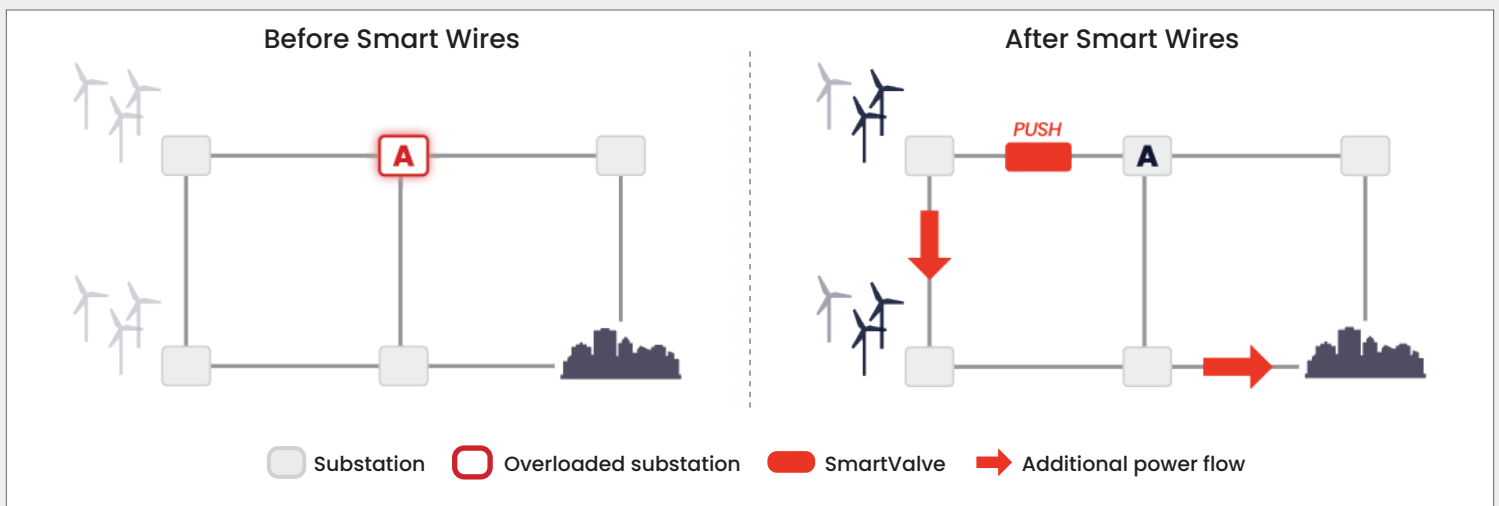 Before Smart Wires
After Smart Wires
PUSH
A
A
Substation
Overloaded substation
SmartValve
Additional power flow